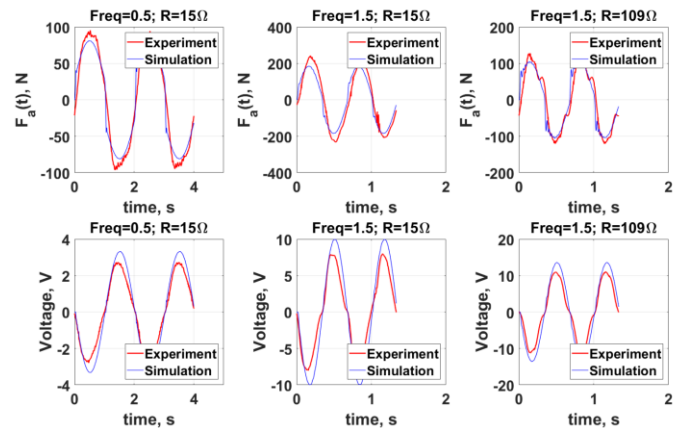 Freq=0.5; R=15Ω
Freq=1.5; R=15Ω
Freq=1.5; R=109Ω
F_a(t), N
100
50
0
-50
-100
0
2
4
time, s
Experiment
Simulation
F_a(t), N
400
200
0
-200
-400
0
1
2
time, s
Experiment
Simulation
F_a(t), N
200
100
0
-100
-200
0
1
2
time, s
Experiment
Simulation
Freq=0.5; R=15Ω
Freq=1.5; R=15Ω
Freq=1.5; R=109Ω
Voltage, V
4
2
0
-2
-4
0
2
4
time, s
Experiment
Simulation
Voltage, V
10
5
0
-5
-10
0
1
2
time, s
Experiment
Simulation
Voltage, V
20
10
0
-10
-20
0
1
2
time, s
Experiment
Simulation